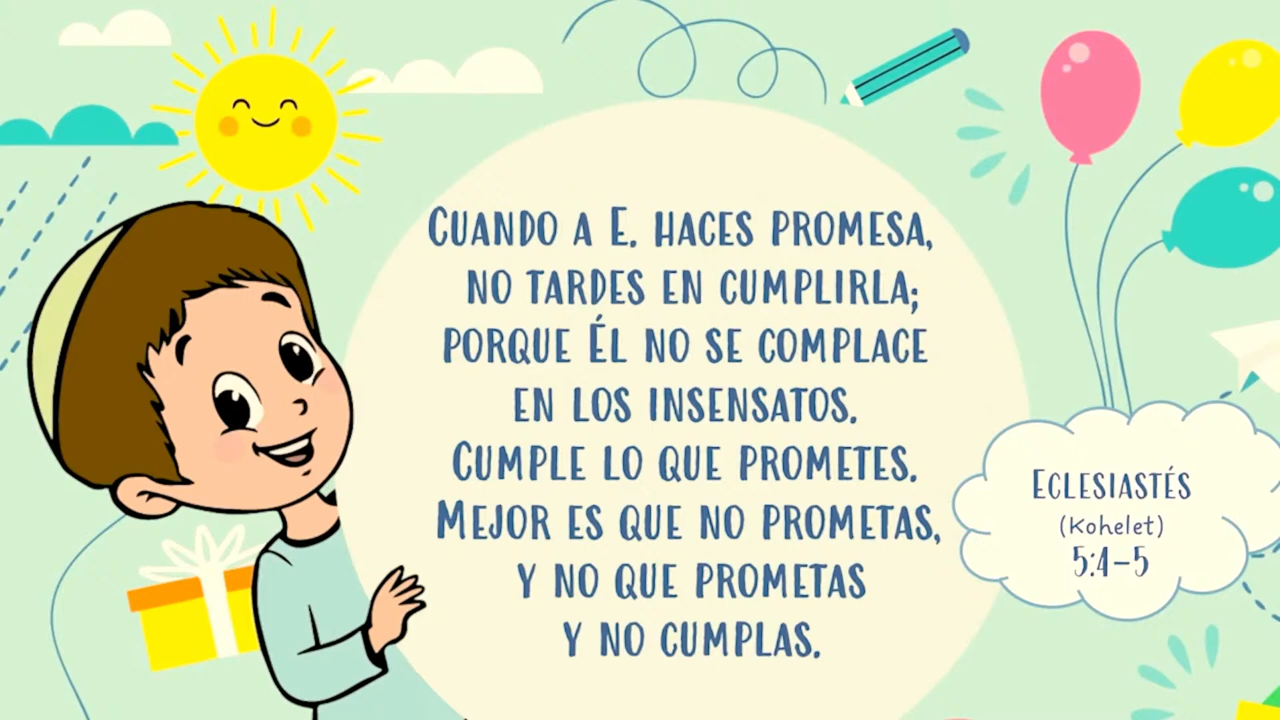 Cuando a E. haces promesa,
no tardes en cumplirla;
porque Él no se complace
en los insensatos.
Cumple lo que prometes.
Mejor es que no prometas,
y no que prometas
y no cumplas.
Eclesiastés
(Kohelet)
5:4-5